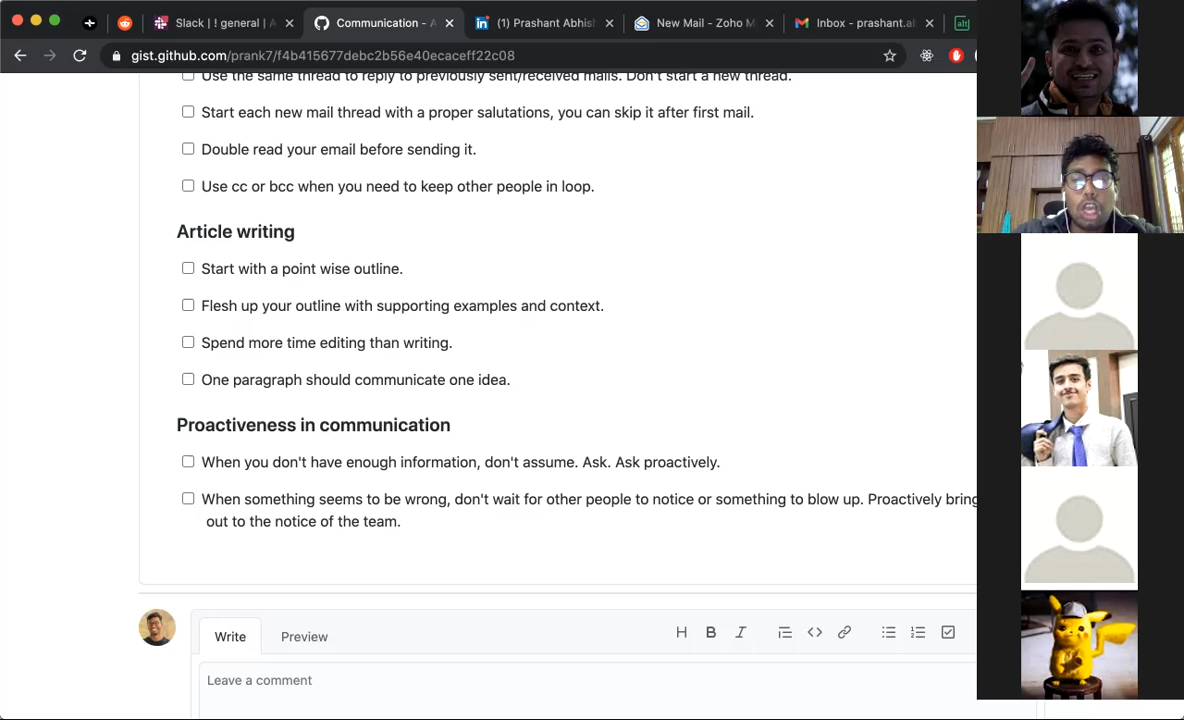 Slack | ! general | A
Communication - A
(1) Prashant Abhish
New Mail - Zoho M
Inbox - prashant.al
alt
gist.github.com/prank7/f4b415677debc2b56e40ecaceff22c08
Use the same thread to reply to previously sent/received mails. Don't start a new thread.
Start each new mail thread with a proper salutations, you can skip it after first mail.
Double read your email before sending it.
Use cc or bcc when you need to keep other people in loop.
Article writing
Start with a point wise outline.
Flesh up your outline with supporting examples and context.
Spend more time editing than writing.
One paragraph should communicate one idea.
Proactiveness in communication
When you don't have enough information, don't assume. Ask. Ask proactively.
When something seems to be wrong, don't wait for other people to notice or something to blow up. Proactively bring
out to the notice of the team.
Write
Preview
H B I
Leave a comment